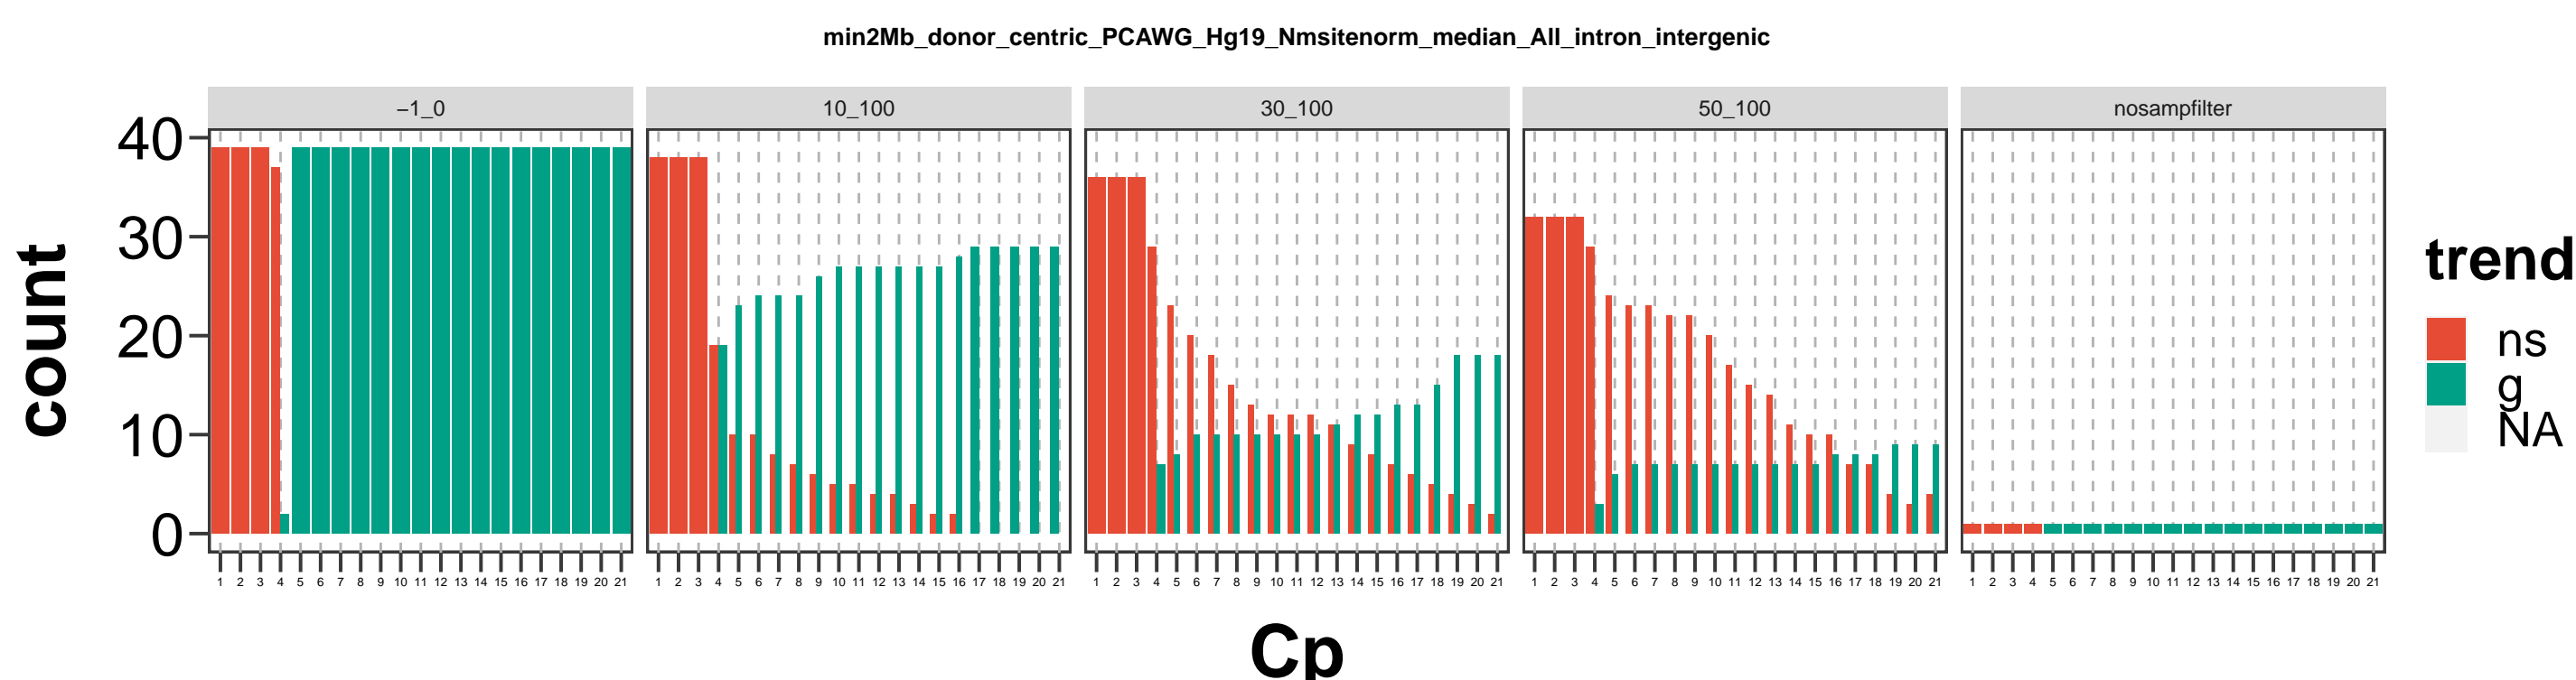 min2Mb_donor_centric_PCAWG_Hg19_Nmsitenorm_median_All_intron_intergenic
−1_0 10_100 30_100 50_100 nosampfilter
40
30
20
10
0
count
1 2 3 4 5 6 7 8 9 10 11 12 13 14 15 16 17 18 19 20 21 1 2 3 4 5 6 7 8 9 10 11 12 13 14 15 16 17 18 19 20 21 1 2 3 4 5 6 7 8 9 10 11 12 13 14 15 16 17 18 19 20 21 1 2 3 4 5 6 7 8 9 10 11 12 13 14 15 16 17 18 19 20 21 1 2 3 4 5 6 7 8 9 10 11 12 13 14 15 16 17 18 19 20 21
Cp
trend
ns
g
NA